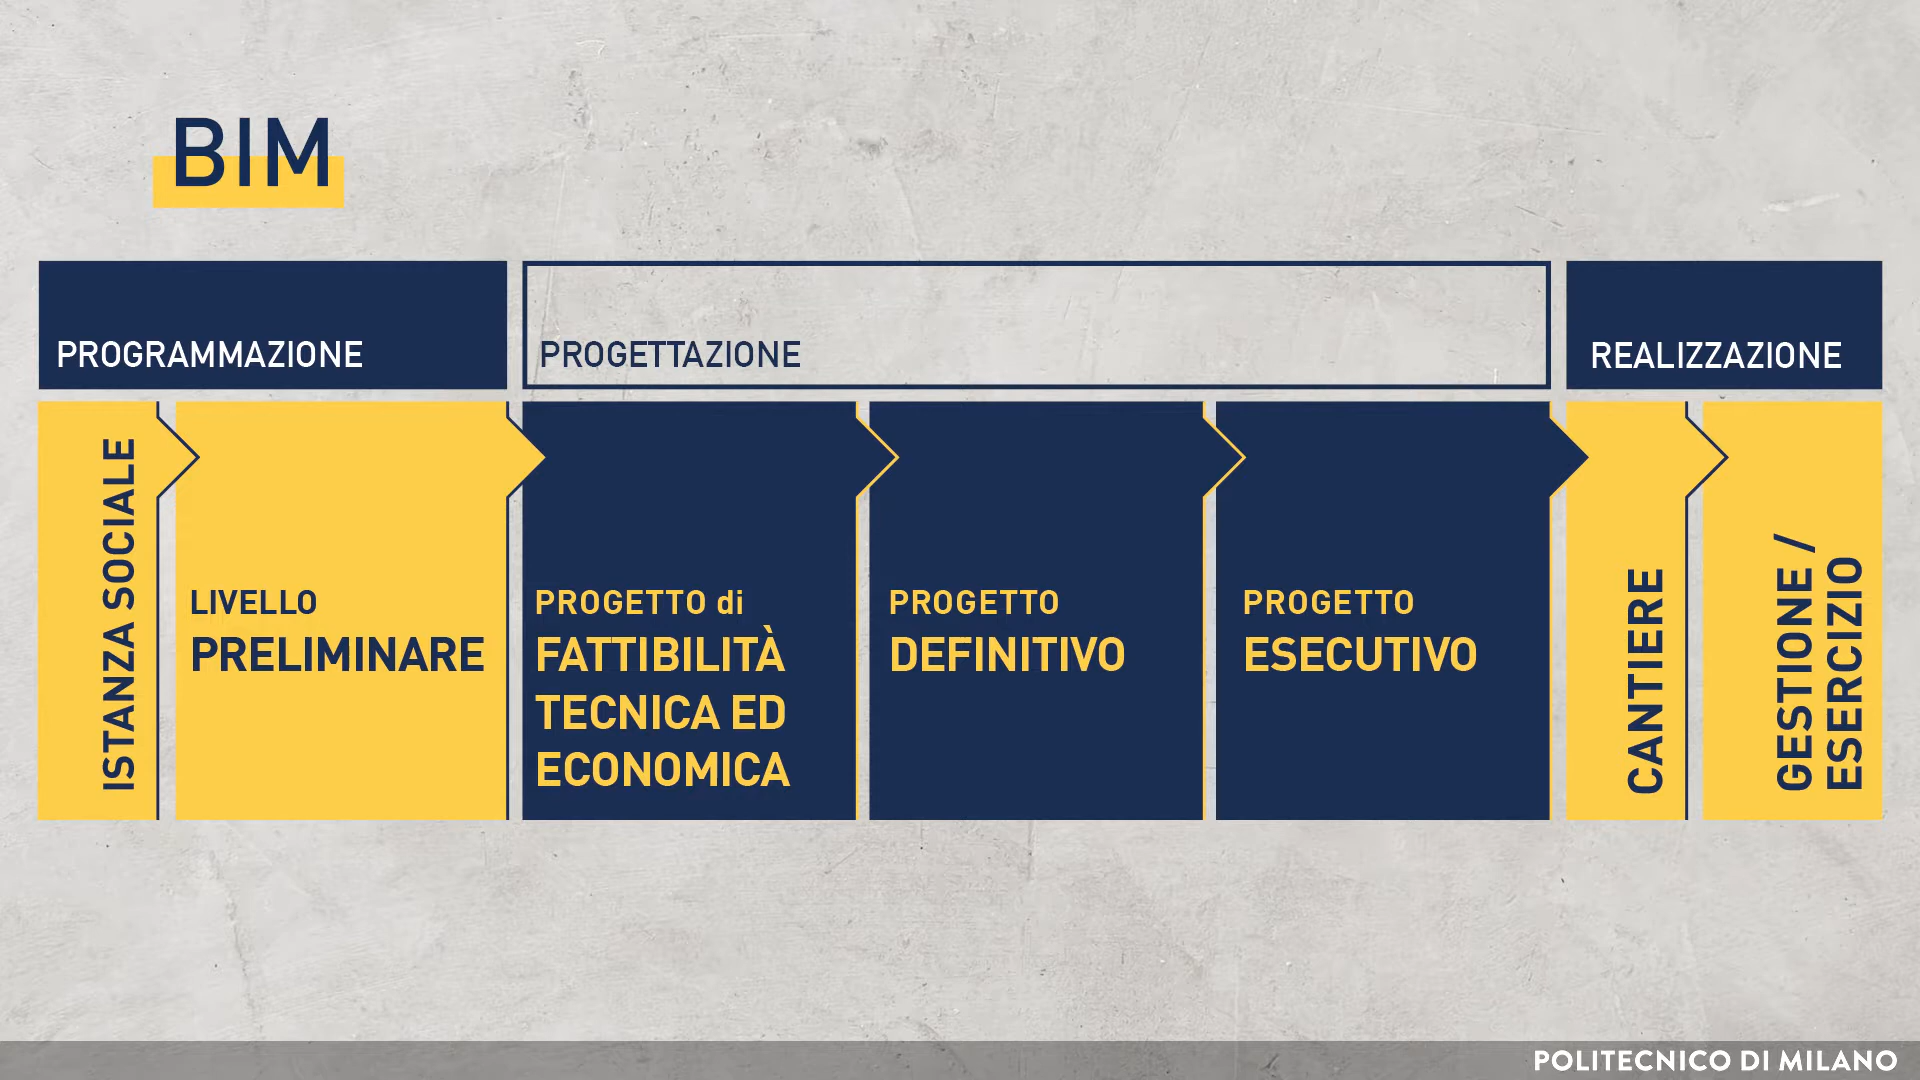 BIM
PROGRAMMAZIONE
PROGETTAZIONE
REALIZZAZIONE
ISTANZA SOCIALE
LIVELLO
PRELIMINARE
PROGETTO di
FATTIBILITÀ
TECNICA ED
ECONOMICA
PROGETTO
DEFINITIVO
PROGETTO
ESECUTIVO
CANTIERE
GESTIONE /
ESERCIZIO
POLITECNICO DI MILANO